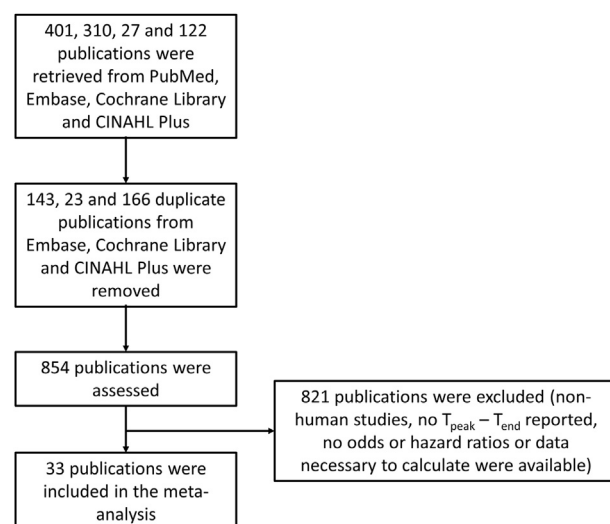 401, 310, 27 and 122
publications were
retrieved from PubMed,
Embase, Cochrane Library
and CINAHL Plus
143, 23 and 166 duplicate
publications from
Embase, Cochrane Library
and CINAHL Plus were
removed
854 publications were
assessed
821 publications were excluded (non-
human studies, no Tpeak – Tend reported,
no odds or hazard ratios or data
necessary to calculate were available)
33 publications were
included in the meta-
analysis